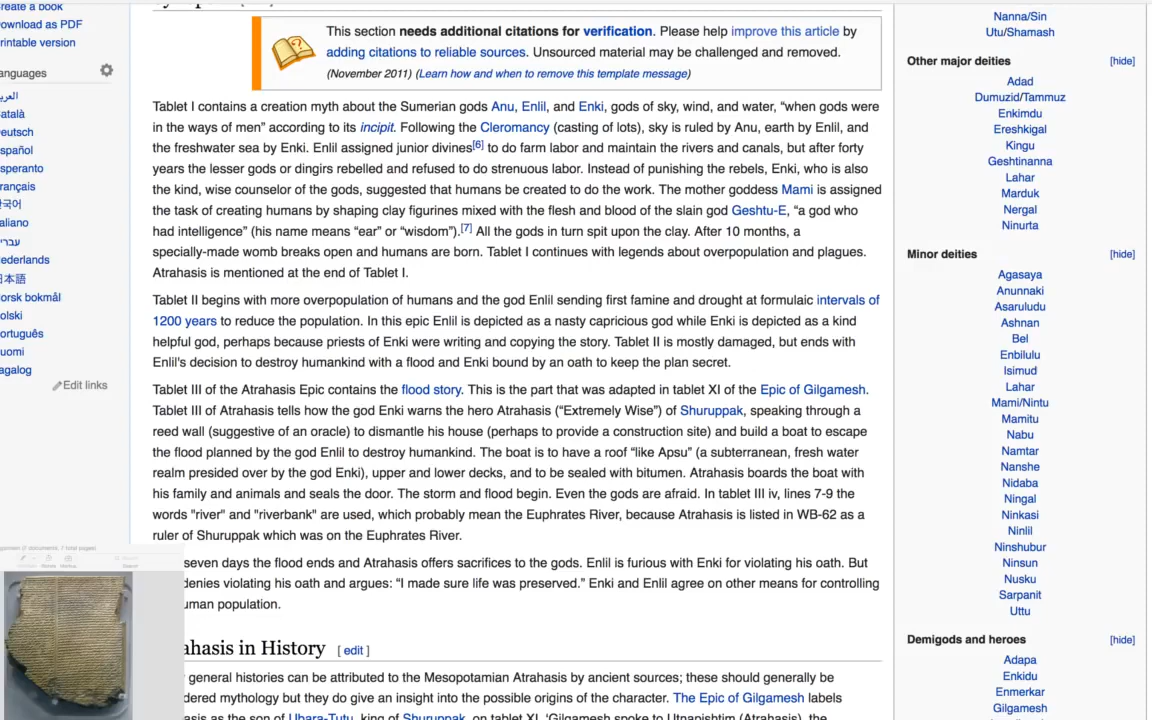 reate a book
ownload as PDF
rintable version
anguages
العربية
atalà
eutsch
spañol
speranto
rançais
국어
aliano
עברית
ederlands
本語
orsk bokmål
olski
ortuguês
uomi
agalog
Edit links
This section needs additional citations for verification. Please help improve this article by
adding citations to reliable sources. Unsourced material may be challenged and removed.
(November 2011) (Learn how and when to remove this template message)
Tablet I contains a creation myth about the Sumerian gods Anu, Enlil, and Enki, gods of sky, wind, and water, “when gods were
in the ways of men” according to its incipit. Following the Cleromancy (casting of lots), sky is ruled by Anu, earth by Enlil, and
the freshwater sea by Enki. Enlil assigned junior divines[6] to do farm labor and maintain the rivers and canals, but after forty
years the lesser gods or dingirs rebelled and refused to do strenuous labor. Instead of punishing the rebels, Enki, who is also
the kind, wise counselor of the gods, suggested that humans be created to do the work. The mother goddess Mami is assigned
the task of creating humans by shaping clay figurines mixed with the flesh and blood of the slain god Geshtu-E, “a god who
had intelligence” (his name means “ear” or “wisdom”).[7] All the gods in turn spit upon the clay. After 10 months, a
specially-made womb breaks open and humans are born. Tablet I continues with legends about overpopulation and plagues.
Atrahasis is mentioned at the end of Tablet I.
Tablet II begins with more overpopulation of humans and the god Enlil sending first famine and drought at formulaic intervals of
1200 years to reduce the population. In this epic Enlil is depicted as a nasty capricious god while Enki is depicted as a kind
helpful god, perhaps because priests of Enki were writing and copying the story. Tablet II is mostly damaged, but ends with
Enlil's decision to destroy humankind with a flood and Enki bound by an oath to keep the plan secret.
Tablet III of the Atrahasis Epic contains the flood story. This is the part that was adapted in tablet XI of the Epic of Gilgamesh.
Tablet III of Atrahasis tells how the god Enki warns the hero Atrahasis (“Extremely Wise”) of Shuruppak, speaking through a
reed wall (suggestive of an oracle) to dismantle his house (perhaps to provide a construction site) and build a boat to escape
the flood planned by the god Enlil to destroy humankind. The boat is to have a roof “like Apsu” (a subterranean, fresh water
realm presided over by the god Enki), upper and lower decks, and to be sealed with bitumen. Atrahasis boards the boat with
his family and animals and seals the door. The storm and flood begin. Even the gods are afraid. In tablet III iv, lines 7-9 the
words "river" and "riverbank" are used, which probably mean the Euphrates River, because Atrahasis is listed in WB-62 as a
ruler of Shuruppak which was on the Euphrates River.
seven days the flood ends and Atrahasis offers sacrifices to the gods. Enlil is furious with Enki for violating his oath. But
denies violating his oath and argues: “I made sure life was preserved.” Enki and Enlil agree on other means for controlling
uman population.
ahasis in History [ edit ]
general histories can be attributed to the Mesopotamian Atrahasis by ancient sources; these should generally be
dered mythology but they do give an insight into the possible origins of the character. The Epic of Gilgamesh labels
asis as the son of Ubara-Tutu, king of Shuruppak, on tablet XI, 'Gilgamesh spoke to Utnapishtim (Atrahasis), the
Nanna/Sin
Utu/Shamash
Other major deities [hide]
Adad
Dumuzid/Tammuz
Enkimdu
Ereshkigal
Kingu
Geshtinanna
Lahar
Marduk
Nergal
Ninurta
Minor deities [hide]
Agasaya
Anunnaki
Asaruludu
Ashnan
Bel
Enbilulu
Isimud
Lahar
Mami/Nintu
Mamitu
Nabu
Namtar
Nanshe
Nidaba
Ningal
Ninkasi
Ninlil
Ninshubur
Ninsun
Nusku
Sarpanit
Uttu
Demigods and heroes [hide]
Adapa
Enkidu
Enmerkar
Gilgamesh